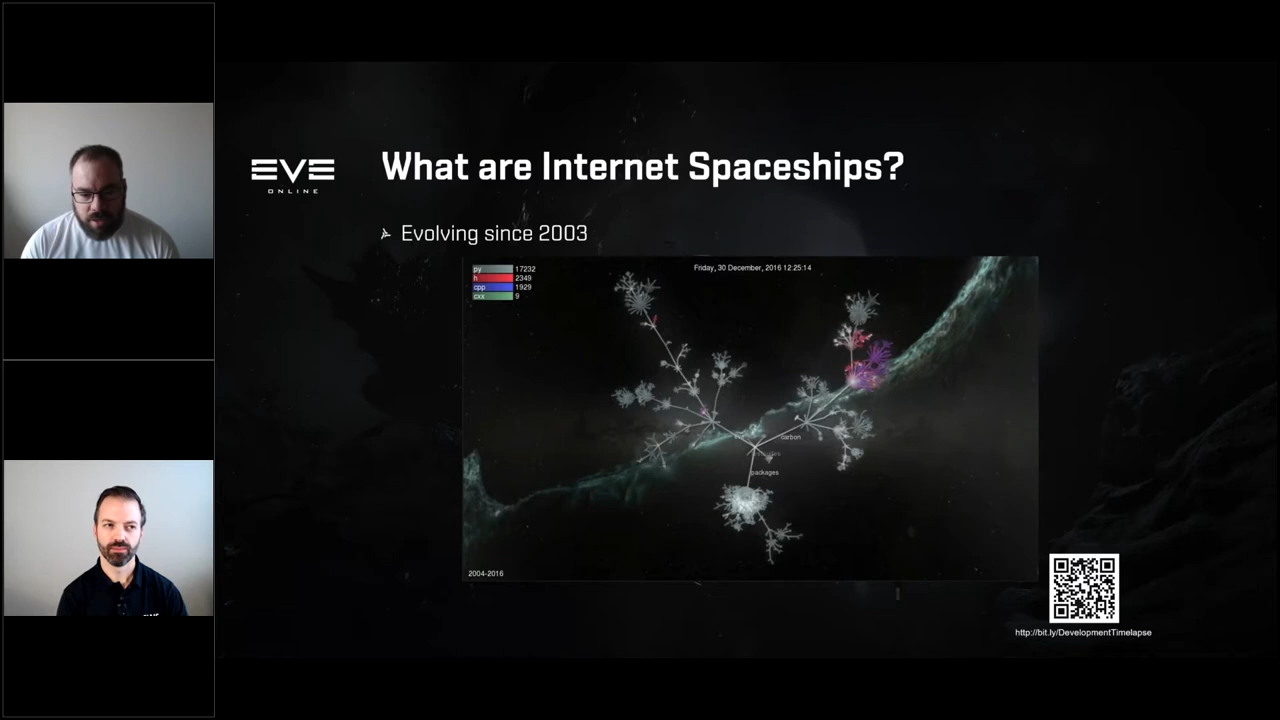 EVE
ONLINE
What are Internet Spaceships?
Evolving since 2003
py 17232
h 2349
cpp 1929
cxx 9
Friday, 30 December, 2016 12:25:14
carbon
packages
2004-2016
http://bit.ly/DevelopmentTimelapse